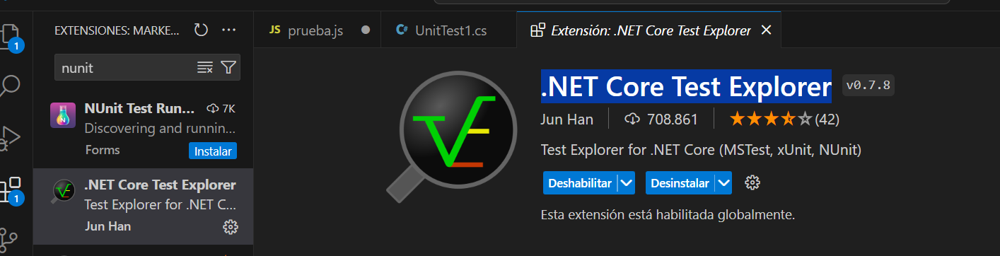 EXTENSIONES: MARKE...
nunit
NUnit Test Run... 7K
Discovering and runnin...
Forms Instalar
.NET Core Test Explorer
Test Explorer for .NET C...
Jun Han
1
1
JS prueba.js
C# UnitTest1.cs
Extensión: .NET Core Test Explorer
.NET Core Test Explorer v0.7.8
Jun Han 708.861 (42)
Test Explorer for .NET Core (MSTest, xUnit, NUnit)
Deshabilitar Desinstalar
Esta extensión está habilitada globalmente.